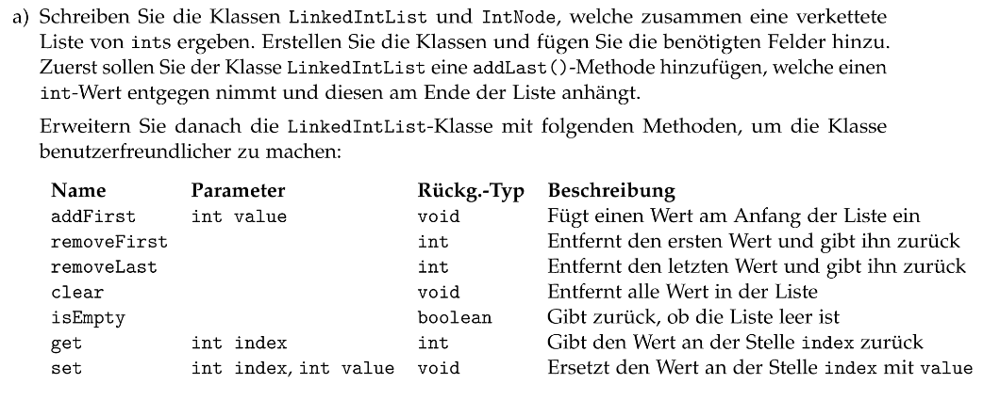 a) Schreiben Sie die Klassen LinkedIntList und IntNode, welche zusammen eine verkettete
Liste von ints ergeben. Erstellen Sie die Klassen und fügen Sie die benötigten Felder hinzu.
Zuerst sollen Sie der Klasse LinkedIntList eine addLast()-Methode hinzufügen, welche einen
int-Wert entgegen nimmt und diesen am Ende der Liste anhängt.
Erweitern Sie danach die LinkedIntList-Klasse mit folgenden Methoden, um die Klasse
benutzerfreundlicher zu machen:
Name Parameter Rückg.-Typ Beschreibung
addFirst int value void Fügt einen Wert am Anfang der Liste ein
removeFirst int Entfernt den ersten Wert und gibt ihn zurück
removeLast int Entfernt den letzten Wert und gibt ihn zurück
clear void Entfernt alle Wert in der Liste
isEmpty boolean Gibt zurück, ob die Liste leer ist
get int index int Gibt den Wert an der Stelle index zurück
set int index, int value void Ersetzt den Wert an der Stelle index mit value